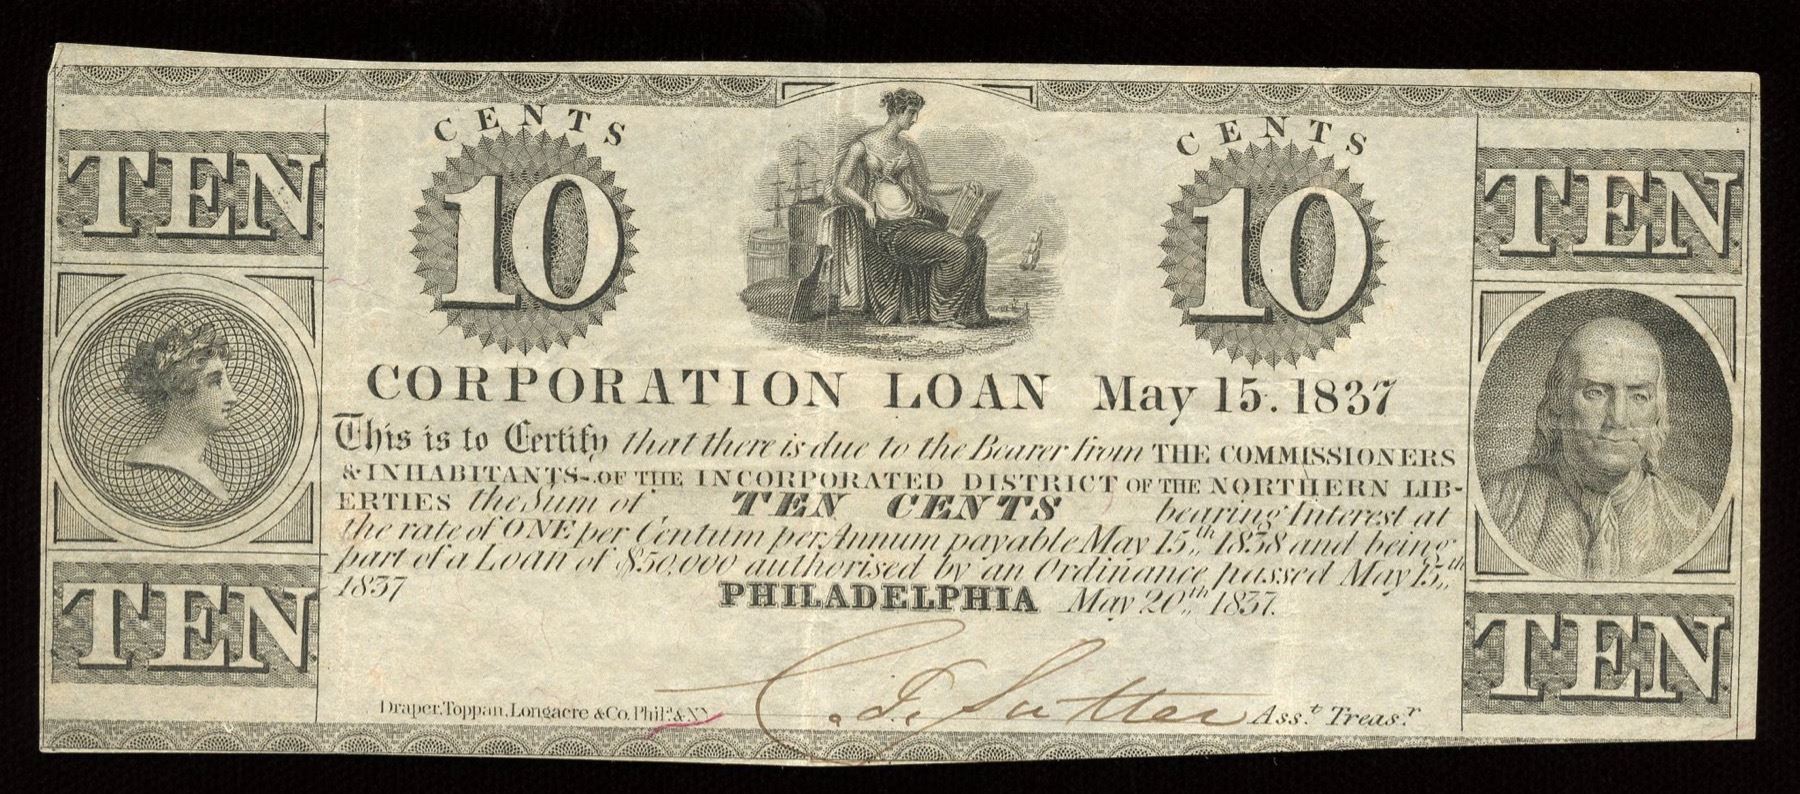 CENTS CENTS
TEN 10 10 TEN
CORPORATION LOAN May 15. 1837
This is to Certify that there is due to the Bearer from THE COMMISSIONERS
& INHABITANTS-.OF THE INCORPORATED DISTRICT OF THE NORTHERN LIB-
ERTIES the Sum of TEN CENTS bearing Interest at
the rate of ONE per Centum per Annum payable May 15th 1838 and being
part of a Loan of $50,000 authorised by an Ordinance passed May 15th
1837 PHILADELPHIA May 20th 1837.
TEN TEN
Draper, Toppan, Longacre & Co. Phila. & N.Y. Asst Treasr